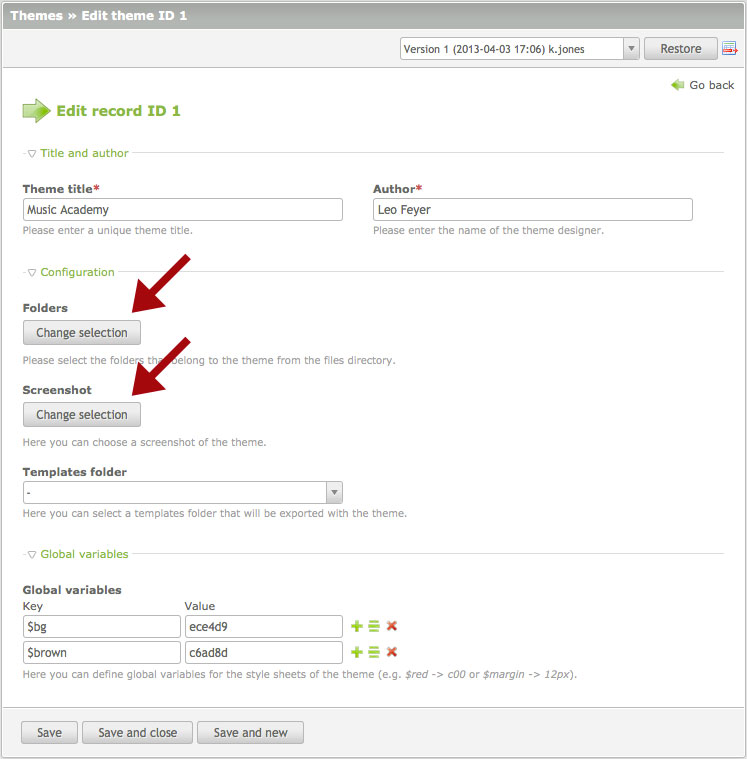 Themes » Edit theme ID 1
Version 1 (2013-04-03 17:06) k.jones
Restore
Go back
Edit record ID 1
Title and author
Theme title* Author*
Music Academy Leo Feyer
Please enter a unique theme title. Please enter the name of the theme designer.
Configuration
Folders
Change selection
Please select the folders that belong to the theme from the files directory.
Screenshot
Change selection
Here you can choose a screenshot of the theme.
Templates folder
-
Here you can select a templates folder that will be exported with the theme.
Global variables
Global variables
Key Value
$bg ece4d9
$brown c6ad8d
Here you can define global variables for the style sheets of the theme (e.g. $red -> c00 or $margin -> 12px).
Save Save and close Save and new